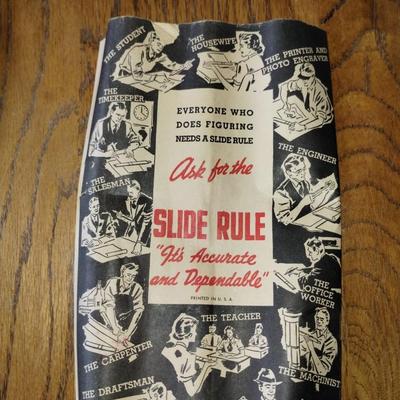 THE STUDENT
THE HOUSEWIFE
THE PRINTER AND
PHOTO ENGRAVER
THE TIMEKEEPER
EVERYONE WHO
DOES FIGURING
NEEDS A SLIDE RULE
THE ENGINEER
Ask for the
THE SALESMAN
SLIDE RULE
"It's Accurate
and Dependable"
PRINTED IN U. S. A.
THE
OFFICE
WORKER
THE TEACHER
THE CARPENTER
THE MACHINIST
THE DRAFTSMAN